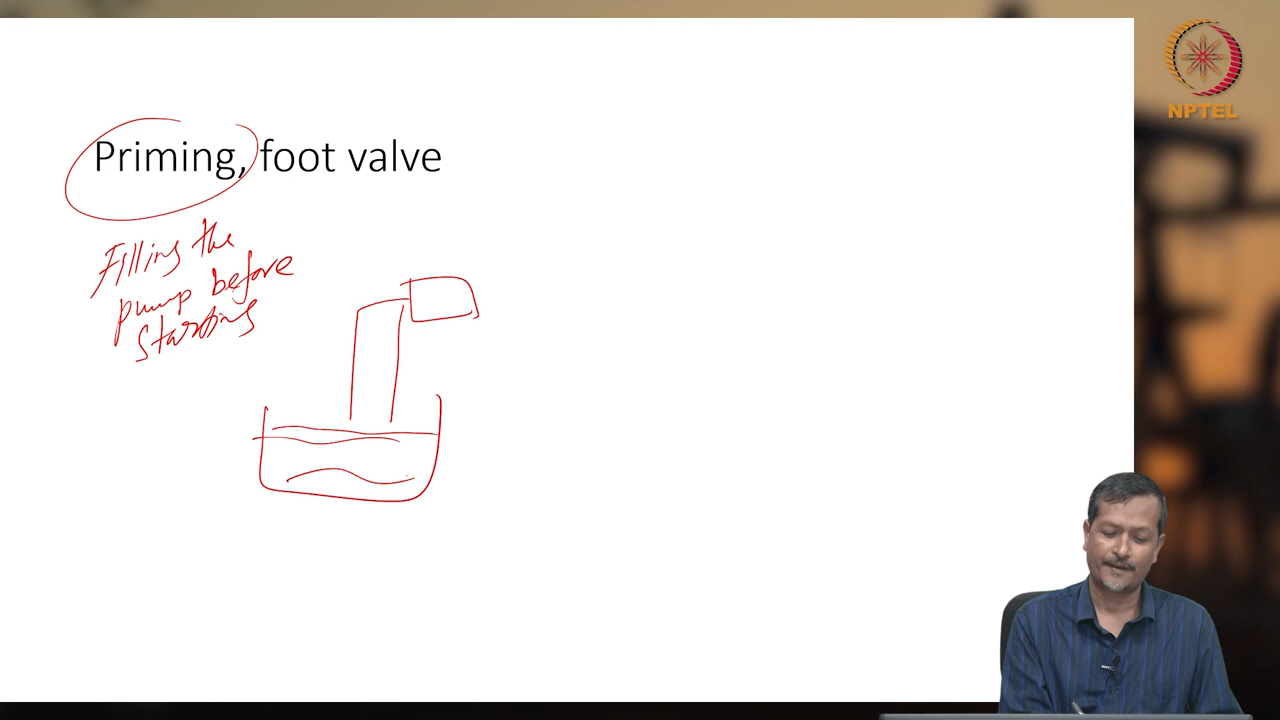 NPTEL
Priming, foot valve
Filling the
pump before
starting